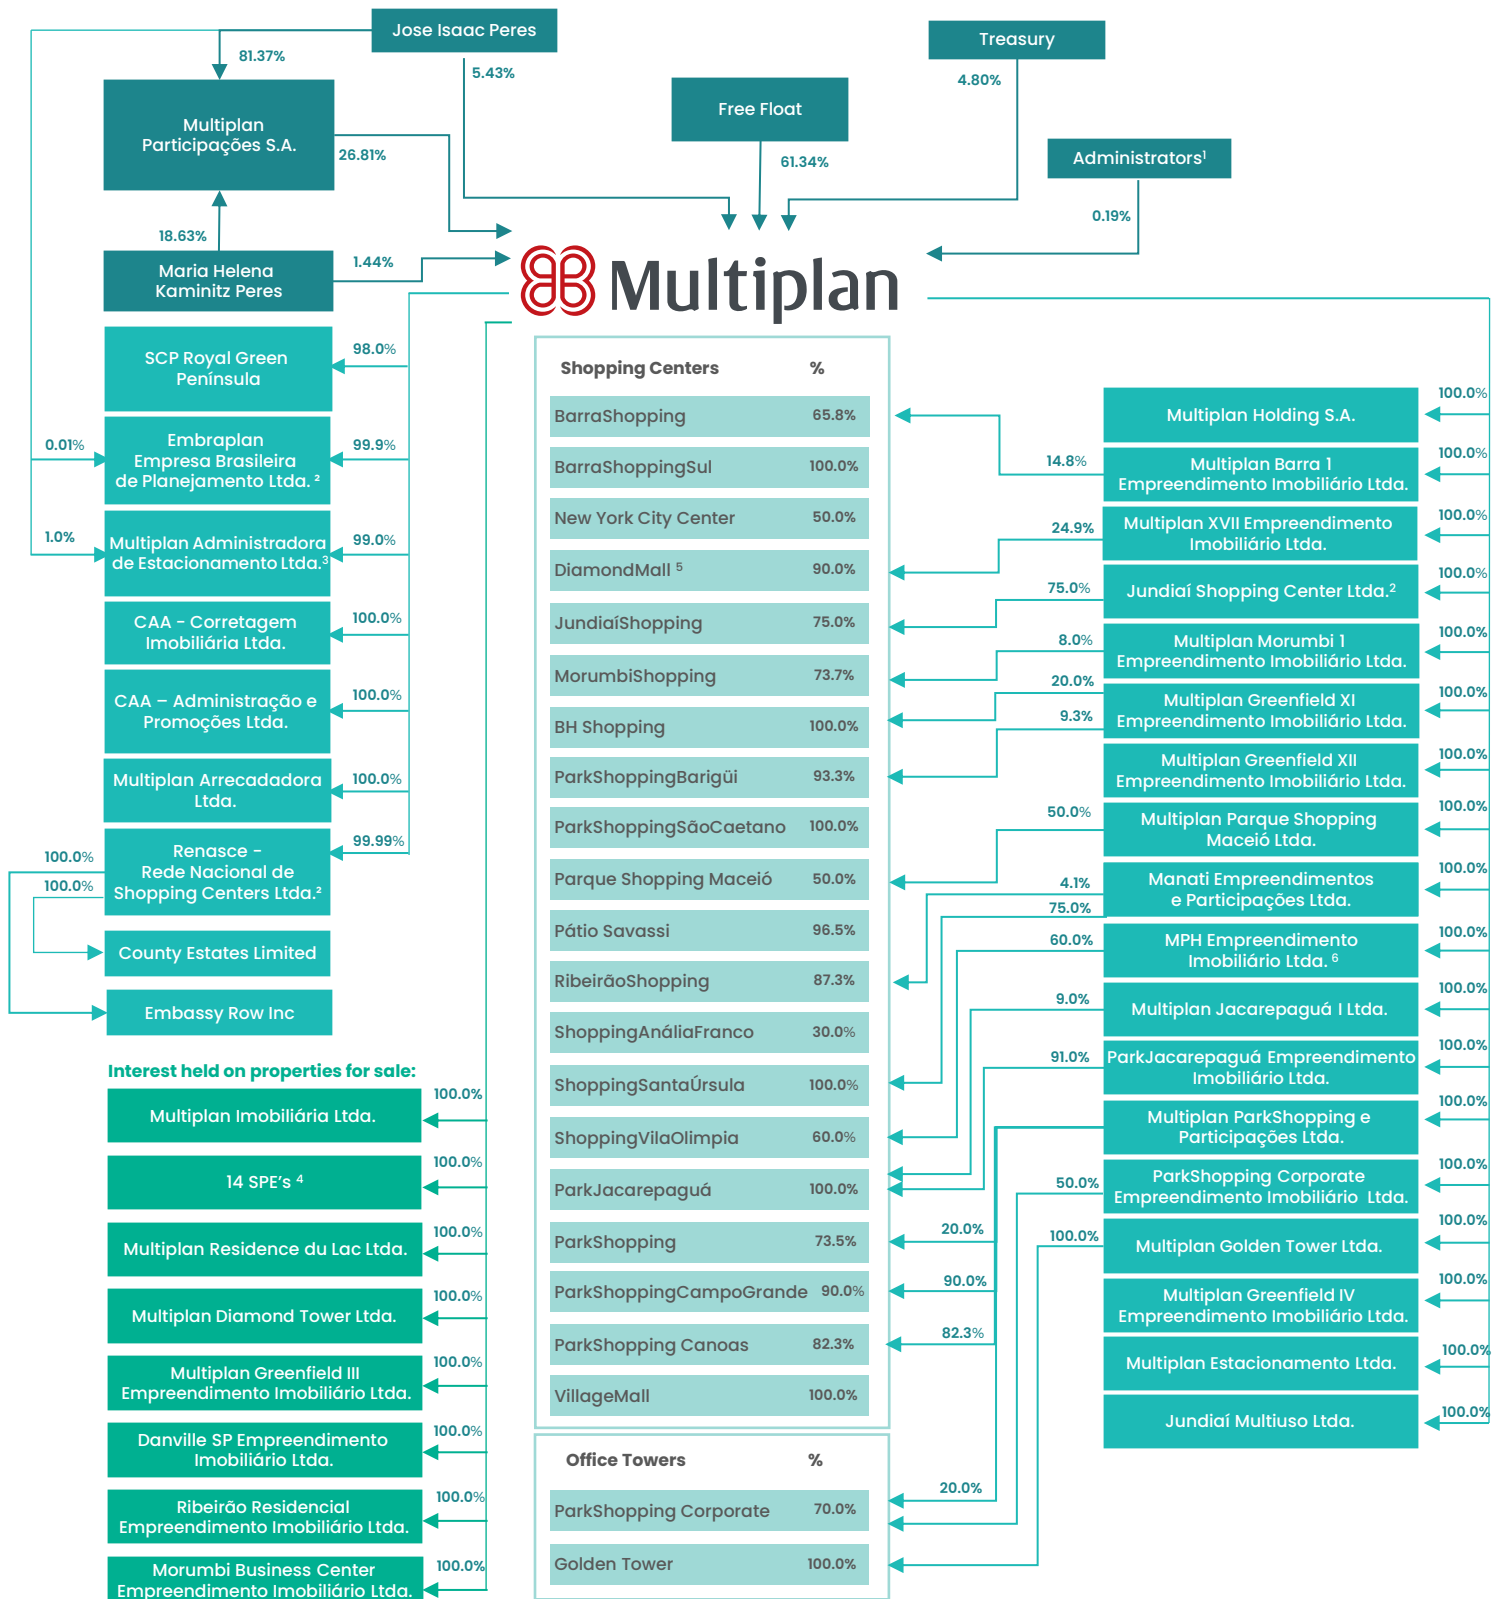 Jose Isaac Peres
Treasury
81.37%
5.43%
4.80%
Free Float
Multiplan
Participações S.A.
26.81%
61.34%
Administrators¹
0.19%
18.63%
Maria Helena
Kaminitz Peres
1.44%
Multiplan
SCP Royal Green
Península
98.0%
0.01%
Embraplan
Empresa Brasileira
de Planejamento Ltda. ²
99.9%
1.0%
Multiplan Administradora
de Estacionamento Ltda.³
99.0%
CAA - Corretagem
Imobiliária Ltda.
100.0%
CAA – Administração e
Promoções Ltda.
100.0%
Multiplan Arrecadadora
Ltda.
100.0%
Renasce -
Rede Nacional de
Shopping Centers Ltda.²
99.99%
100.0%
100.0%
County Estates Limited
Embassy Row Inc
Interest held on properties for sale:
Multiplan Imobiliária Ltda.
100.0%
14 SPE's ⁴
100.0%
Multiplan Residence du Lac Ltda.
100.0%
Multiplan Diamond Tower Ltda.
100.0%
Multiplan Greenfield III
Empreendimento Imobiliário Ltda.
100.0%
Danville SP Empreendimento
Imobiliário Ltda.
100.0%
Ribeirão Residencial
Empreendimento Imobiliário Ltda.
100.0%
Morumbi Business Center
Empreendimento Imobiliário Ltda.
100.0%
Shopping Centers %
BarraShopping 65.8%
BarraShoppingSul 100.0%
New York City Center 50.0%
DiamondMall ⁵ 90.0%
JundiaíShopping 75.0%
MorumbiShopping 73.7%
BH Shopping 100.0%
ParkShoppingBarigüi 93.3%
ParkShoppingSãoCaetano 100.0%
Parque Shopping Maceió 50.0%
Pátio Savassi 96.5%
RibeirãoShopping 87.3%
ShoppingAnáliaFranco 30.0%
ShoppingSantaÚrsula 100.0%
ShoppingVilaOlimpia 60.0%
ParkJacarepaguá 100.0%
ParkShopping 73.5%
ParkShoppingCampoGrande 90.0%
ParkShopping Canoas 82.3%
VillageMall 100.0%
Office Towers %
ParkShopping Corporate 70.0%
Golden Tower 100.0%
Multiplan Holding S.A.
100.0%
14.8%
Multiplan Barra 1
Empreendimento Imobiliário Ltda.
100.0%
24.9%
Multiplan XVII Empreendimento
Imobiliário Ltda.
100.0%
75.0%
Jundiaí Shopping Center Ltda.²
100.0%
8.0%
Multiplan Morumbi 1
Empreendimento Imobiliário Ltda.
100.0%
20.0%
9.3%
Multiplan Greenfield XI
Empreendimento Imobiliário Ltda.
100.0%
Multiplan Greenfield XII
Empreendimento Imobiliário Ltda.
100.0%
50.0%
Multiplan Parque Shopping
Maceió Ltda.
100.0%
4.1%
75.0%
Manati Empreendimentos
e Participações Ltda.
100.0%
60.0%
MPH Empreendimento
Imobiliário Ltda. ⁶
100.0%
9.0%
Multiplan Jacarepaguá I Ltda.
100.0%
91.0%
ParkJacarepaguá Empreendimento
Imobiliário Ltda.
100.0%
Multiplan ParkShopping e
Participações Ltda.
100.0%
50.0%
ParkShopping Corporate
Empreendimento Imobiliário Ltda.
100.0%
20.0%
100.0%
Multiplan Golden Tower Ltda.
100.0%
90.0%
Multiplan Greenfield IV
Empreendimento Imobiliário Ltda.
100.0%
82.3%
Multiplan Estacionamento Ltda.
100.0%
Jundiaí Multiuso Ltda.
100.0%
20.0%